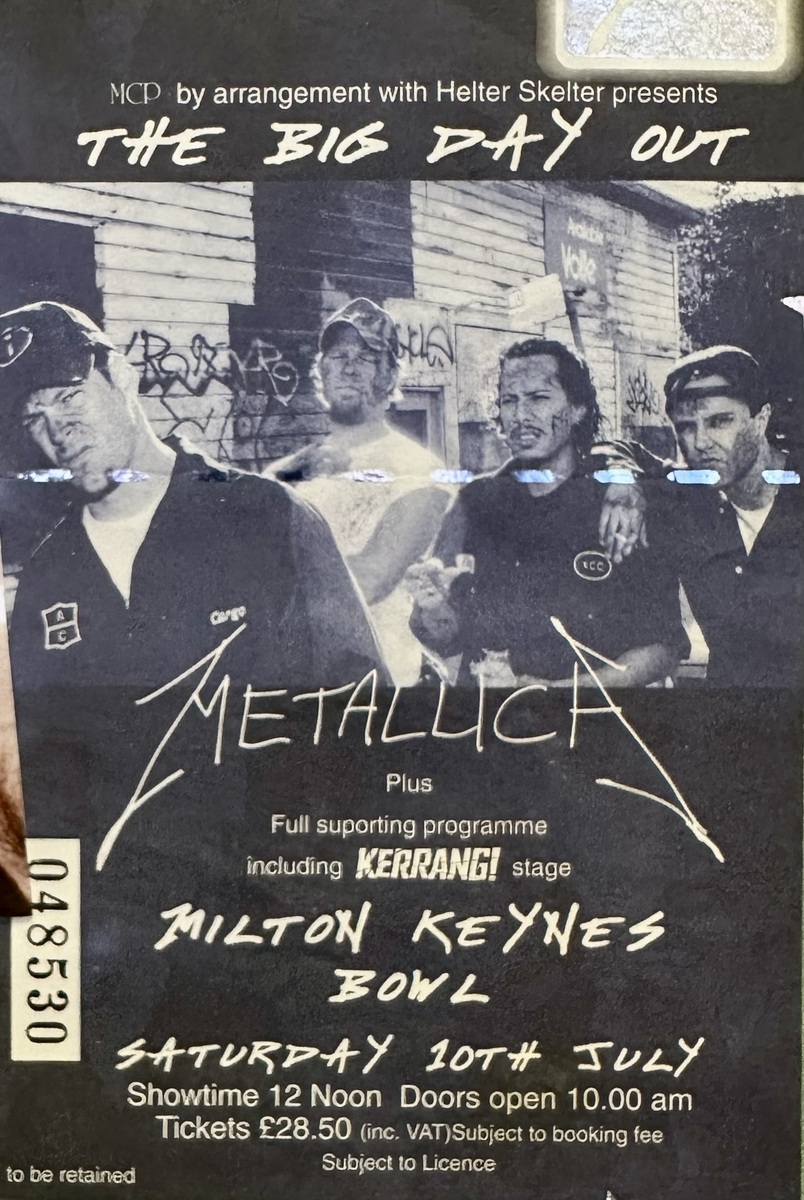 MCP by arrangement with Helter Skelter presents
THE BIG DAY OUT
METALLICA
Plus
Full suporting programme
including KERRANG! stage
MILTON KEYNES
BOWL
SATURDAY 10TH JULY
Showtime 12 Noon Doors open 10.00 am
Tickets £28.50 (inc. VAT)Subject to booking fee
Subject to Licence
to be retained
048530